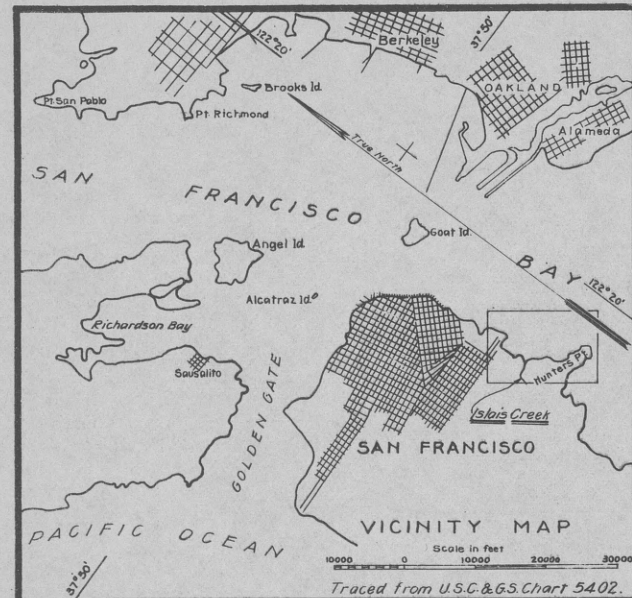 37°50'
122°20'
Berkeley
OAKLAND
Pt. San Pablo
Brooks Id.
Pt. Richmond
Alameda
True North
SAN FRANCISCO BAY
Goat Id.
Angel Id.
122°20'
Alcatraz Id.
Richardson Bay
Hunters Pt.
Sausalito
GOLDEN GATE
Islais Creek
SAN FRANCISCO
PACIFIC OCEAN
VICINITY MAP
Scale in feet
10000 0 10000 20000 30000
37°50'
Traced from U.S.C.&G.S. Chart 5402.